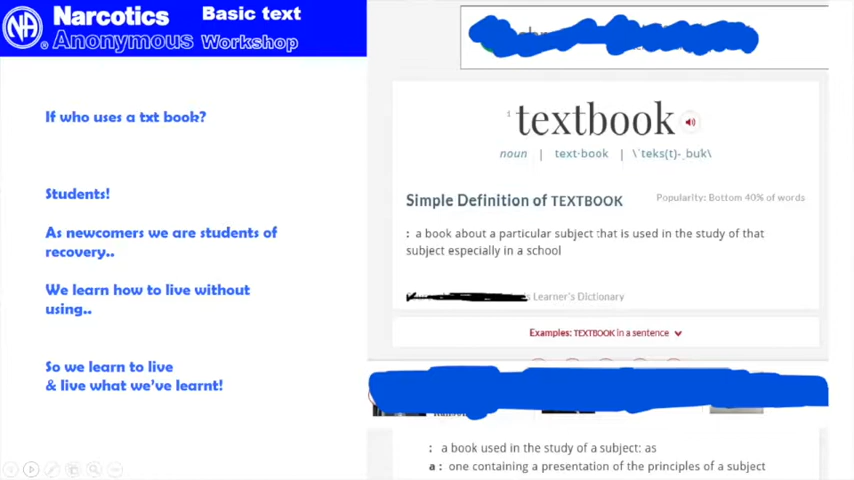 NA
®
Narcotics
Anonymous
Basic text
Workshop
If who uses a txt book?
Students!
As newcomers we are students of
recovery..
We learn how to live without
using..
So we learn to live
& live what we've learnt!
1 textbook
noun | text·book | \ˈteks(t)-ˌbu̇k\
Simple Definition of TEXTBOOK
Popularity: Bottom 40% of words
: a book about a particular subject that is used in the study of that
subject especially in a school
s Learner's Dictionary
Examples: TEXTBOOK in a sentence
: a book used in the study of a subject: as
a : one containing a presentation of the principles of a subject